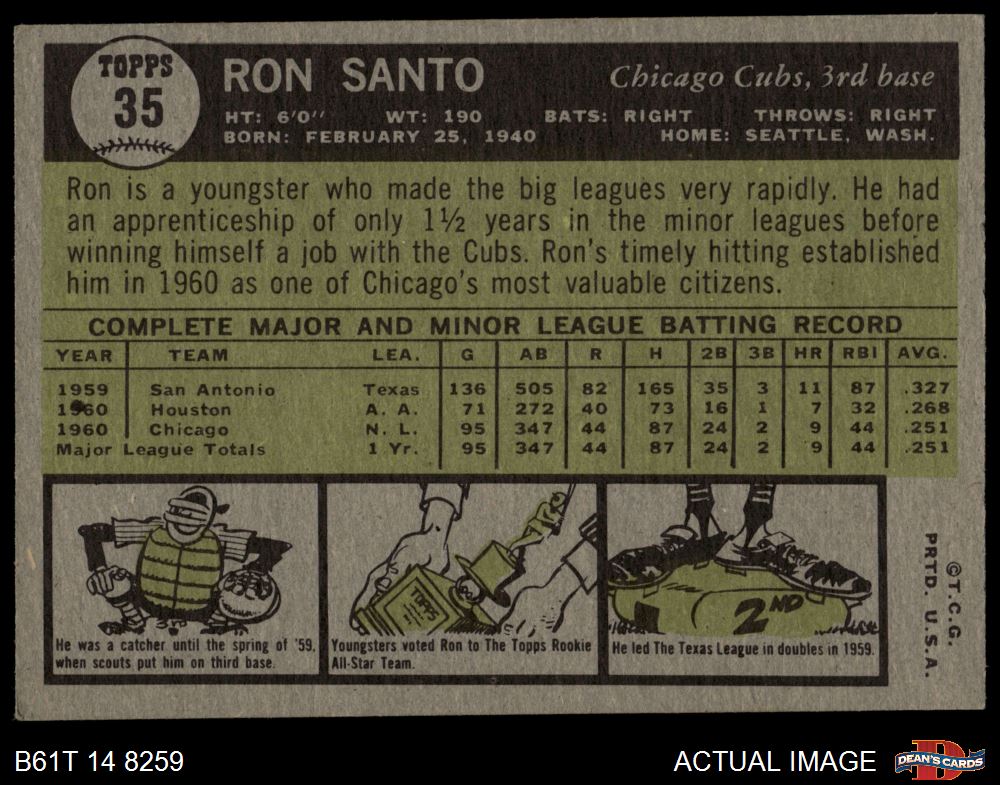 TOPPS
35
RON SANTO
Chicago Cubs, 3rd base
HT: 6'0" WT: 190 BATS: RIGHT THROWS: RIGHT
BORN: FEBRUARY 25, 1940 HOME: SEATTLE, WASH.
Ron is a youngster who made the big leagues very rapidly. He had
an apprenticeship of only 1½ years in the minor leagues before
winning himself a job with the Cubs. Ron's timely hitting established
him in 1960 as one of Chicago's most valuable citizens.
COMPLETE MAJOR AND MINOR LEAGUE BATTING RECORD
YEAR TEAM LEA. G AB R H 2B 3B HR RBI AVG.
1959 San Antonio Texas 136 505 82 165 35 3 11 87 .327
1960 Houston A. A. 71 272 40 73 16 1 7 32 .268
1960 Chicago N. L. 95 347 44 87 24 2 9 44 .251
Major League Totals 1 Yr. 95 347 44 87 24 2 9 44 .251
He was a catcher until the spring of '59,
when scouts put him on third base.
TOPPS
Youngsters voted Ron to The Topps Rookie
All-Star Team.
2ND
He led The Texas League in doubles in 1959.
©T.C.G.
PRTD. U.S.A.
B61T 14 8259
ACTUAL IMAGE
DEAN'S CARDS